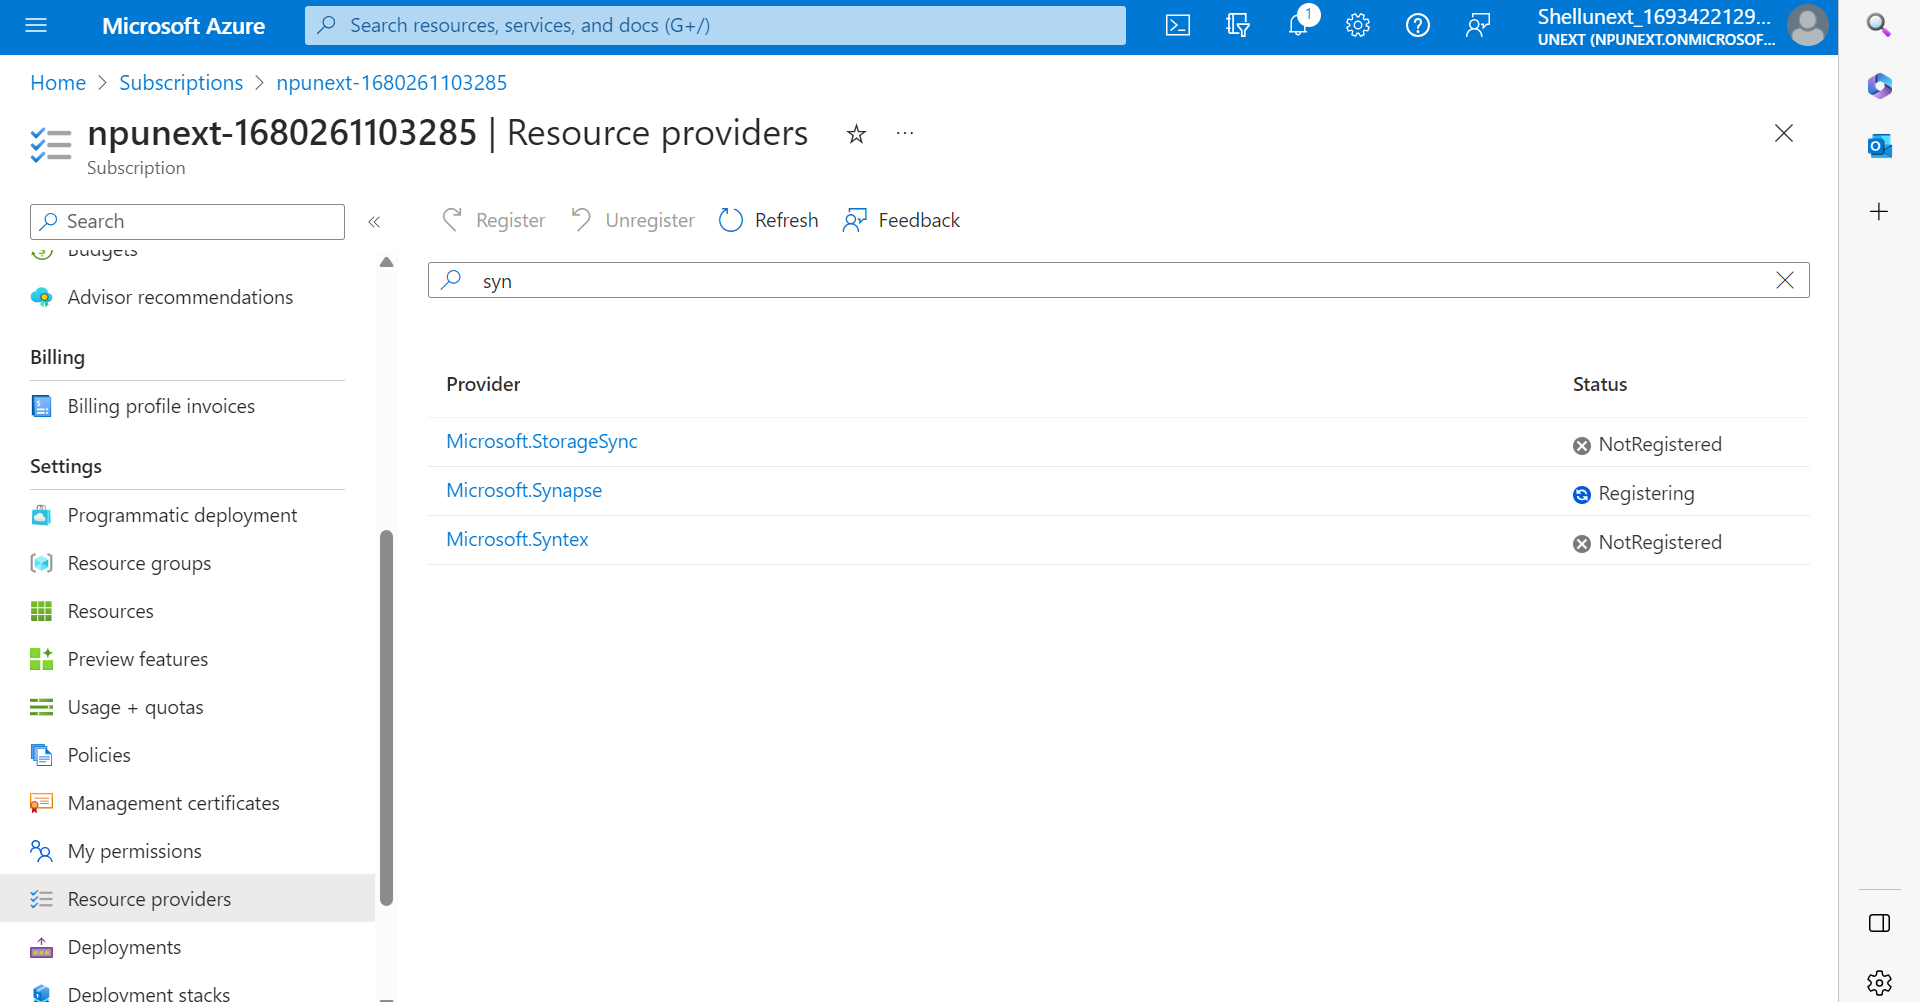 Microsoft Azure
Search resources, services, and docs (G+/)
1
Shellunext_1693422129...
UNEXT (NPUNEXT.ONMICROSOF...
Home > Subscriptions > npunext-1680261103285
npunext-1680261103285 | Resource providers
Subscription
Search
Register
Unregister
Refresh
Feedback
syn
Budgets
Advisor recommendations
Billing
Billing profile invoices
Settings
Programmatic deployment
Resource groups
Resources
Preview features
Usage + quotas
Policies
Management certificates
My permissions
Resource providers
Deployments
Deployment stacks
Provider Status
Microsoft.StorageSync NotRegistered
Microsoft.Synapse Registering
Microsoft.Syntex NotRegistered